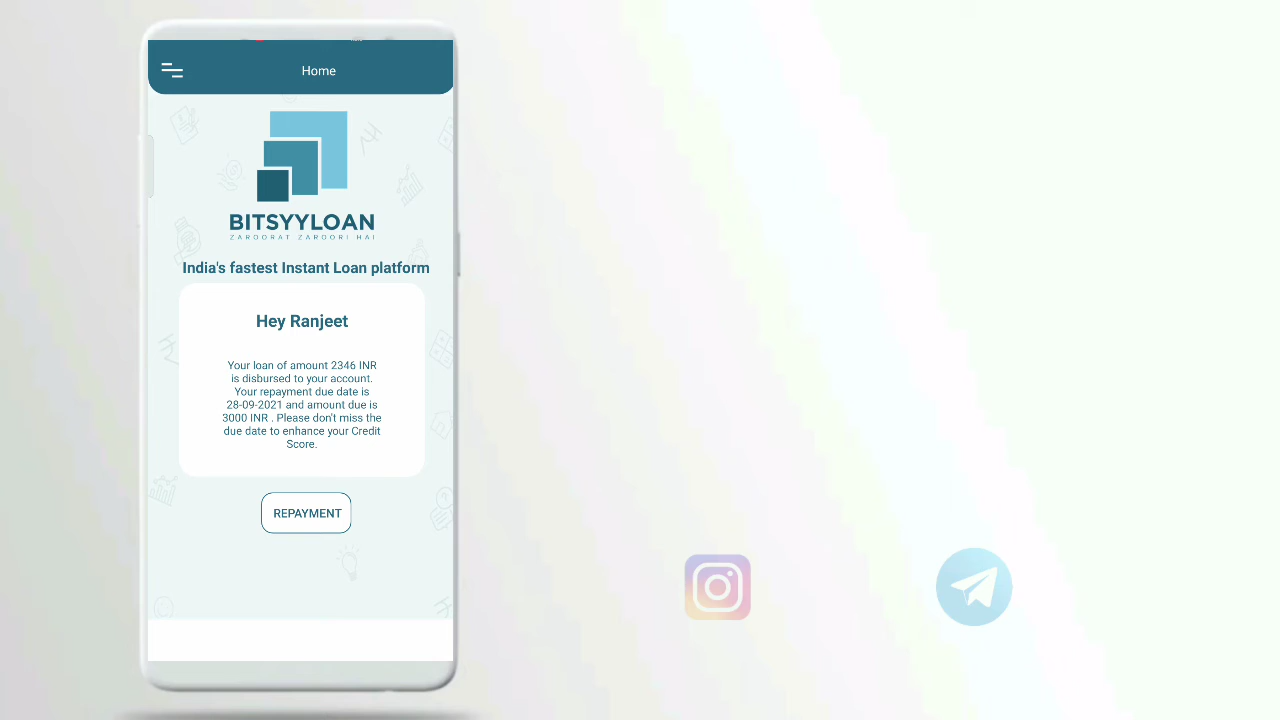 Home
BITSYYLOAN
ZAROORAT ZAROORI HAI
India's fastest Instant Loan platform
Hey Ranjeet
Your loan of amount 2346 INR
is disbursed to your account.
Your repayment due date is
28-09-2021 and amount due is
3000 INR . Please don't miss the
due date to enhance your Credit
Score.
REPAYMENT